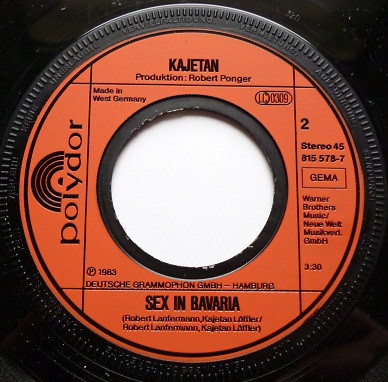 KAJETAN
Produktion: Robert Ponger
Made in
West Germany
LC 0309
2
Stereo 45
815 578-7
GEMA
polydor
Warner
Brothers
Music/
Neue Welt
Musikverl.
GmbH
℗ 1983
3:30
DEUTSCHE GRAMMOPHON GMBH – HAMBURG
SEX IN BAVARIA
(Robert Lanfermann, Kajetan Löffler/
Robert Lanfermann, Kajetan Löffler)